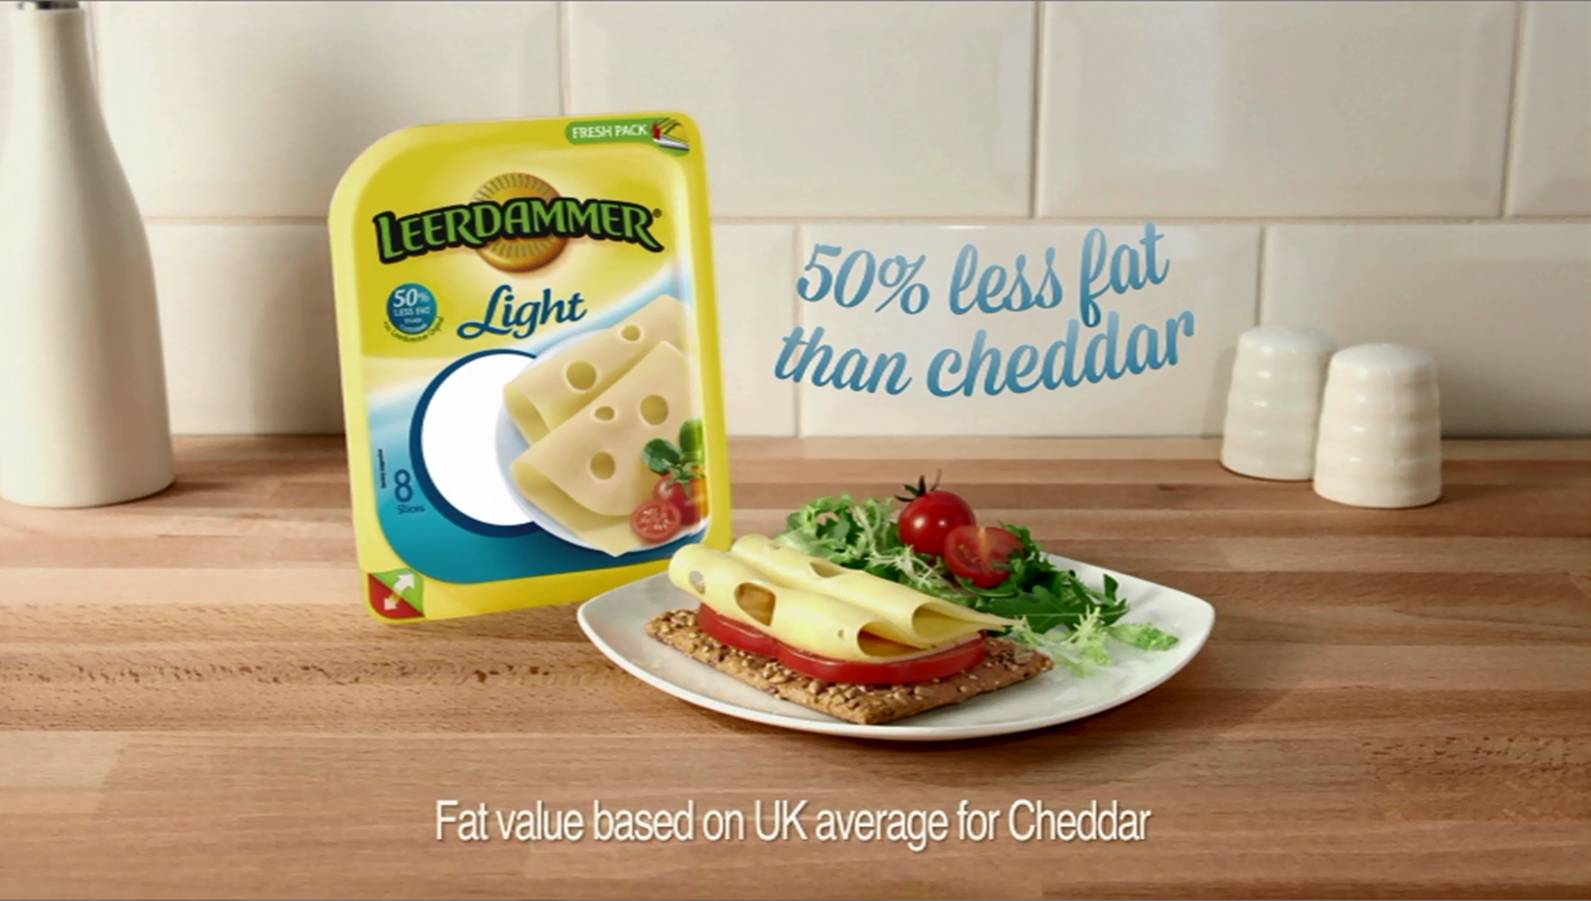 FRESH PACK
LEERDAMMER®
50%
LESS FAT
Light
8
Slices
50% less fat
than cheddar
Fat value based on UK average for Cheddar